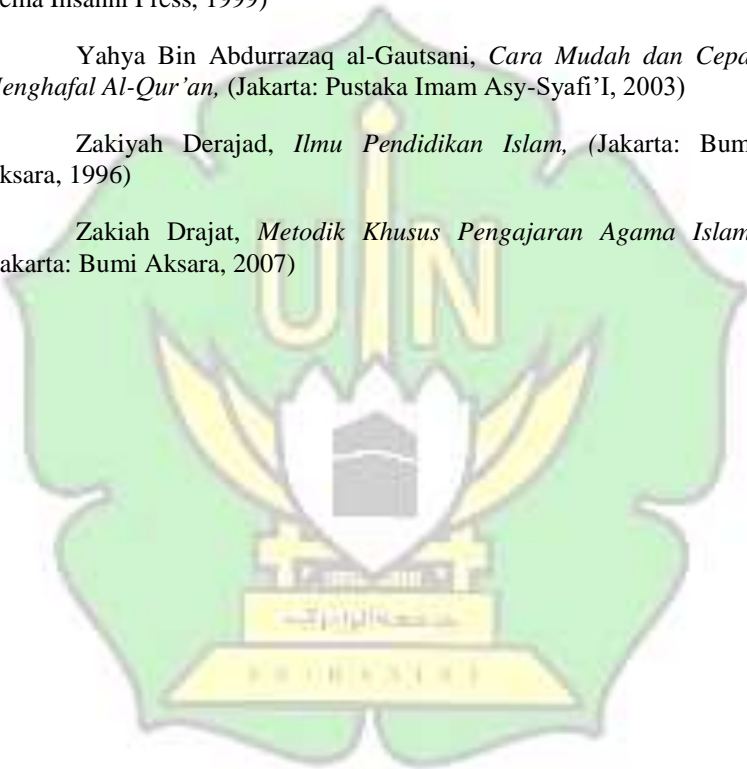 ema Insanni Press, 1999)
Yahya Bin Abdurrazaq al-Gautsani, Cara Mudah dan Cepa
Menghafal Al-Qur'an, (Jakarta: Pustaka Imam Asy-Syafi'I, 2003)
Zakiyah Derajad, Ilmu Pendidikan Islam, (Jakarta: Bum
ksara, 1996)
Zakiah Drajat, Metodik Khusus Pengajaran Agama Islam
akarta: Bumi Aksara, 2007)
UIN